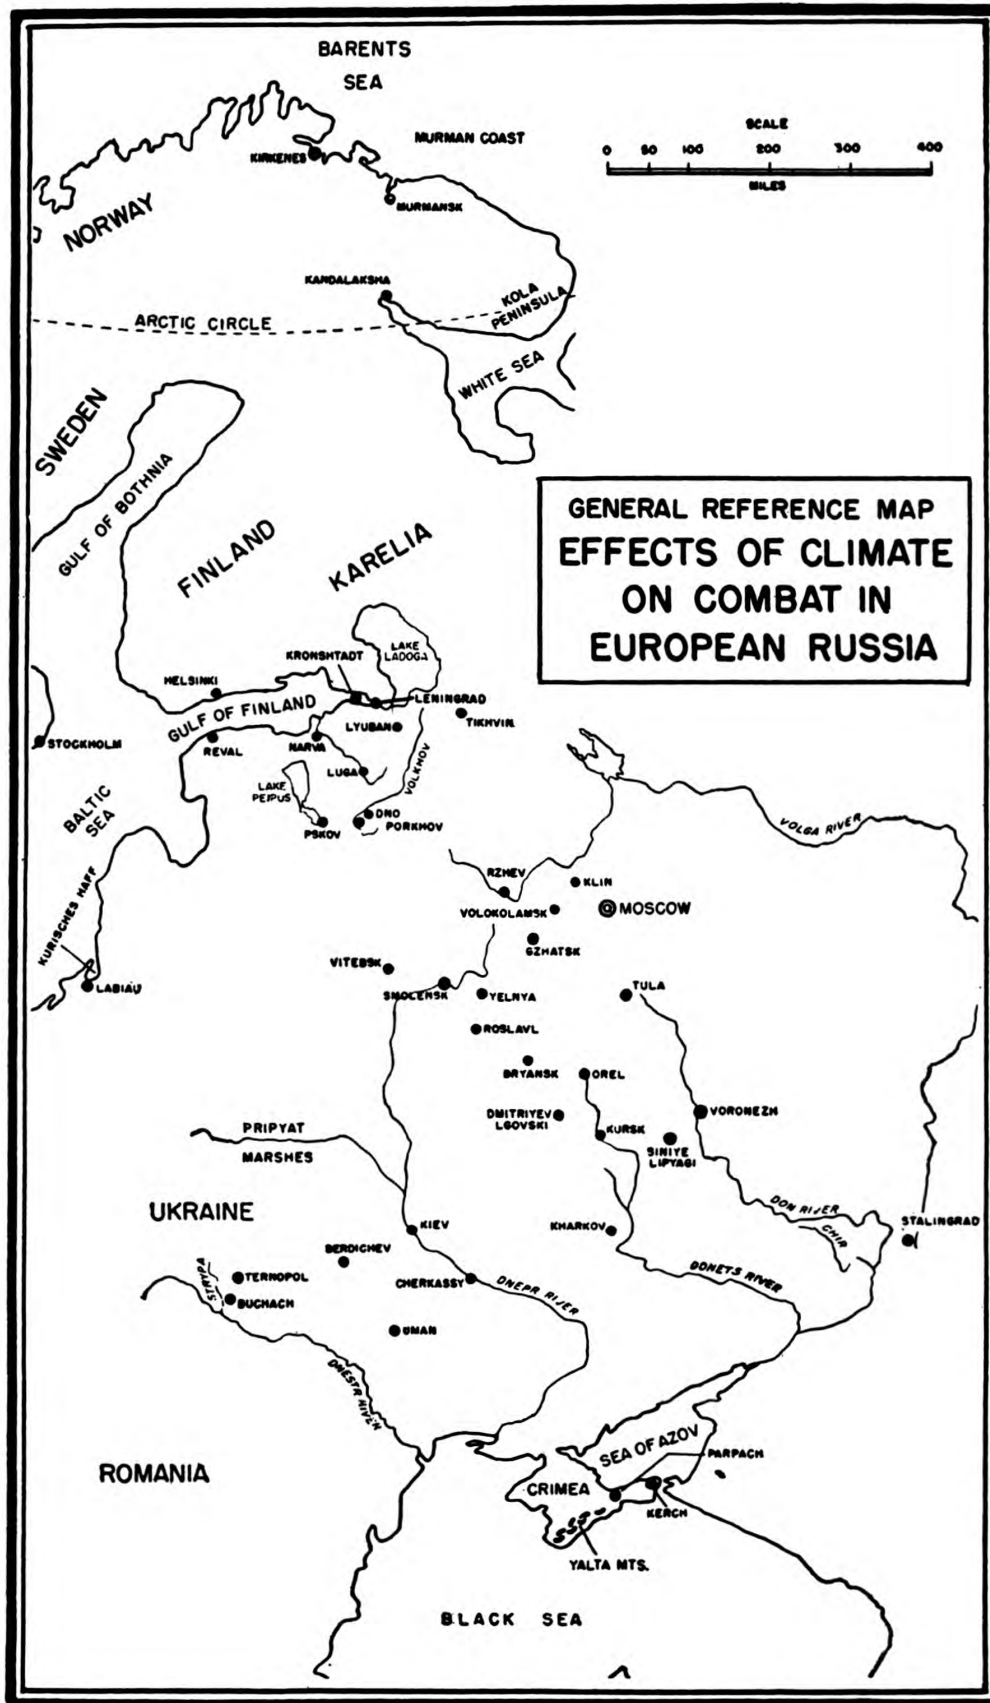 BARENTS
SEA
MURMAN COAST
SCALE
0 50 100 200 300 400
MILES
KIRKENES
MURMANSK
NORWAY
KANDALAKSHA
KOLA
PENINSULA
ARCTIC CIRCLE
WHITE SEA
SWEDEN
GULF OF BOTHNIA
GENERAL REFERENCE MAP
EFFECTS OF CLIMATE
ON COMBAT IN
EUROPEAN RUSSIA
FINLAND
KARELIA
LAKE
LADOGA
KRONSHTADT
HELSINKI
LENINGRAD
GULF OF FINLAND
LYUBAN
TIKHVIN
STOCKHOLM
REVAL
NARVA
LUGA
VOLKHOV
LAKE
PEIPUS
DNO
PSKOV
PORKHOV
BALTIC
SEA
VOLGA RIVER
RZHEV
KLIN
VOLOKOLAMSK
MOSCOW
KURISCHES HAFF
GZHATSK
VITEBSK
LABIAU
SMOLENSK
YELNYA
TULA
ROSLAVL
BRYANSK
OREL
DMITRIYEV
LGOVSKI
VORONEZH
KURSK
PRIPYAT
MARSHES
SINIYE
LIPYAGI
UKRAINE
DON RIVER
CHIR
STALINGRAD
KIEV
KHARKOV
BERDICHEV
STRYPA
TERNOPOL
CHERKASSY
DNEPR RIVER
DONETS RIVER
BUCHACH
UMAN
DNESTR RIVER
SEA OF AZOV
PARPACH
ROMANIA
CRIMEA
KERCH
YALTA MTS.
BLACK SEA